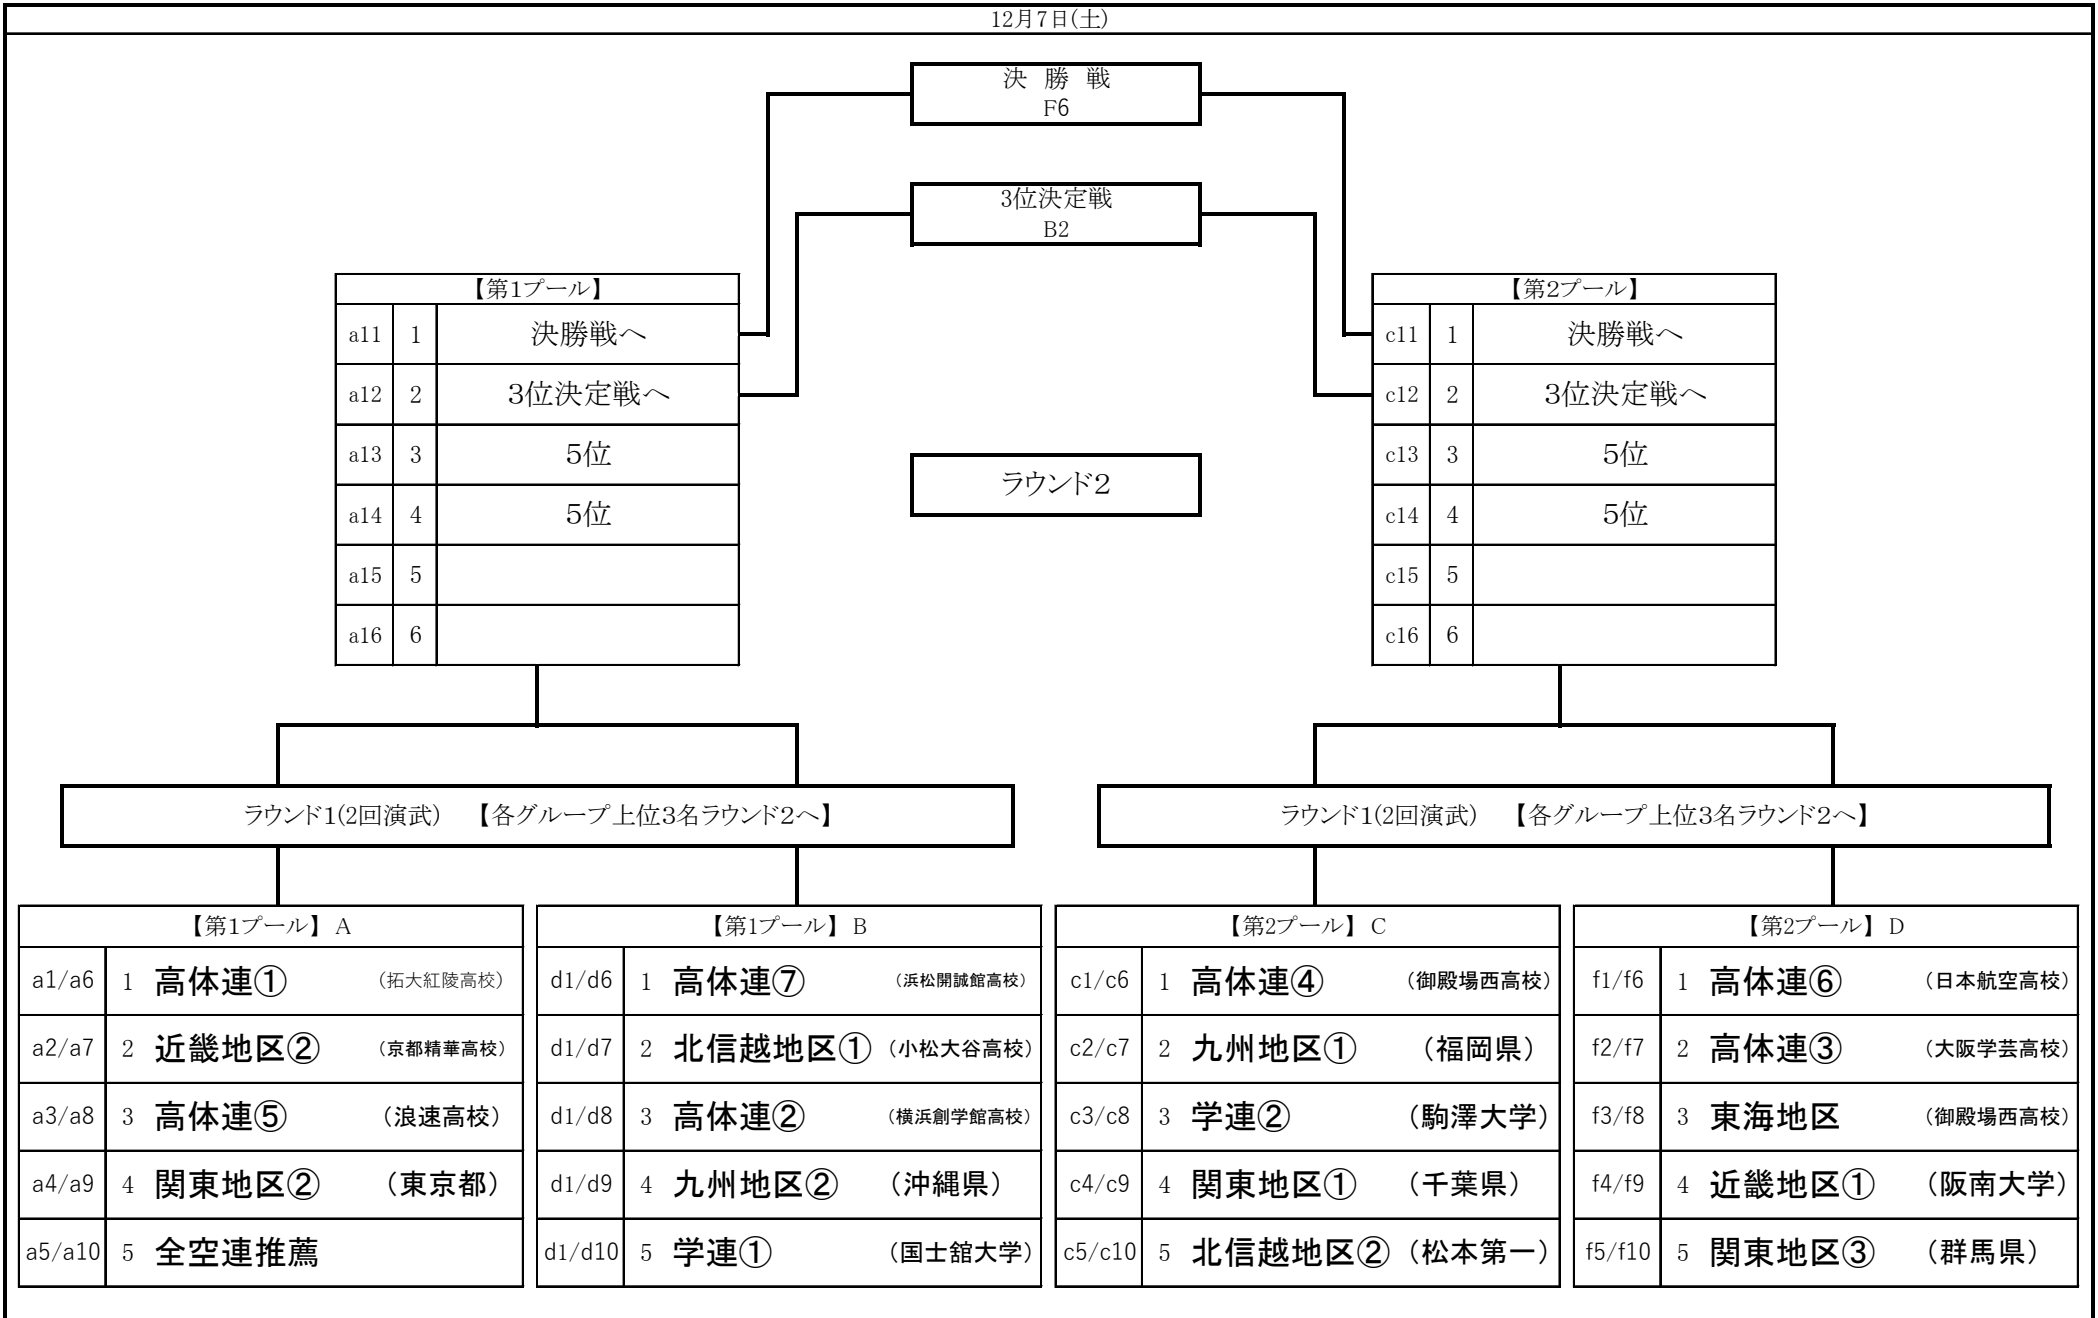 12月7日(土)
決 勝 戦
F6
3位決定戦
B2
【第1プール】
a11 1 決勝戦へ
a12 2 3位決定戦へ
a13 3 5位
a14 4 5位
a15 5
a16 6
ラウンド2
【第2プール】
c11 1 決勝戦へ
c12 2 3位決定戦へ
c13 3 5位
c14 4 5位
c15 5
c16 6
ラウンド1(2回演武) 【各グループ上位3名ラウンド2へ】
ラウンド1(2回演武) 【各グループ上位3名ラウンド2へ】
【第1プール】 A
a1/a6 1 高体連① (拓大紅陵高校)
a2/a7 2 近畿地区② (京都精華高校)
a3/a8 3 高体連⑤ (浪速高校)
a4/a9 4 関東地区② (東京都)
a5/a10 5 全空連推薦
【第1プール】 B
d1/d6 1 高体連⑦ (浜松開誠館高校)
d1/d7 2 北信越地区① (小松大谷高校)
d1/d8 3 高体連② (横浜創学館高校)
d1/d9 4 九州地区② (沖縄県)
d1/d10 5 学連① (国士舘大学)
【第2プール】 C
c1/c6 1 高体連④ (御殿場西高校)
c2/c7 2 九州地区① (福岡県)
c3/c8 3 学連② (駒澤大学)
c4/c9 4 関東地区① (千葉県)
c5/c10 5 北信越地区② (松本第一)
【第2プール】 D
f1/f6 1 高体連⑥ (日本航空高校)
f2/f7 2 高体連③ (大阪学芸高校)
f3/f8 3 東海地区 (御殿場西高校)
f4/f9 4 近畿地区① (阪南大学)
f5/f10 5 関東地区③ (群馬県)